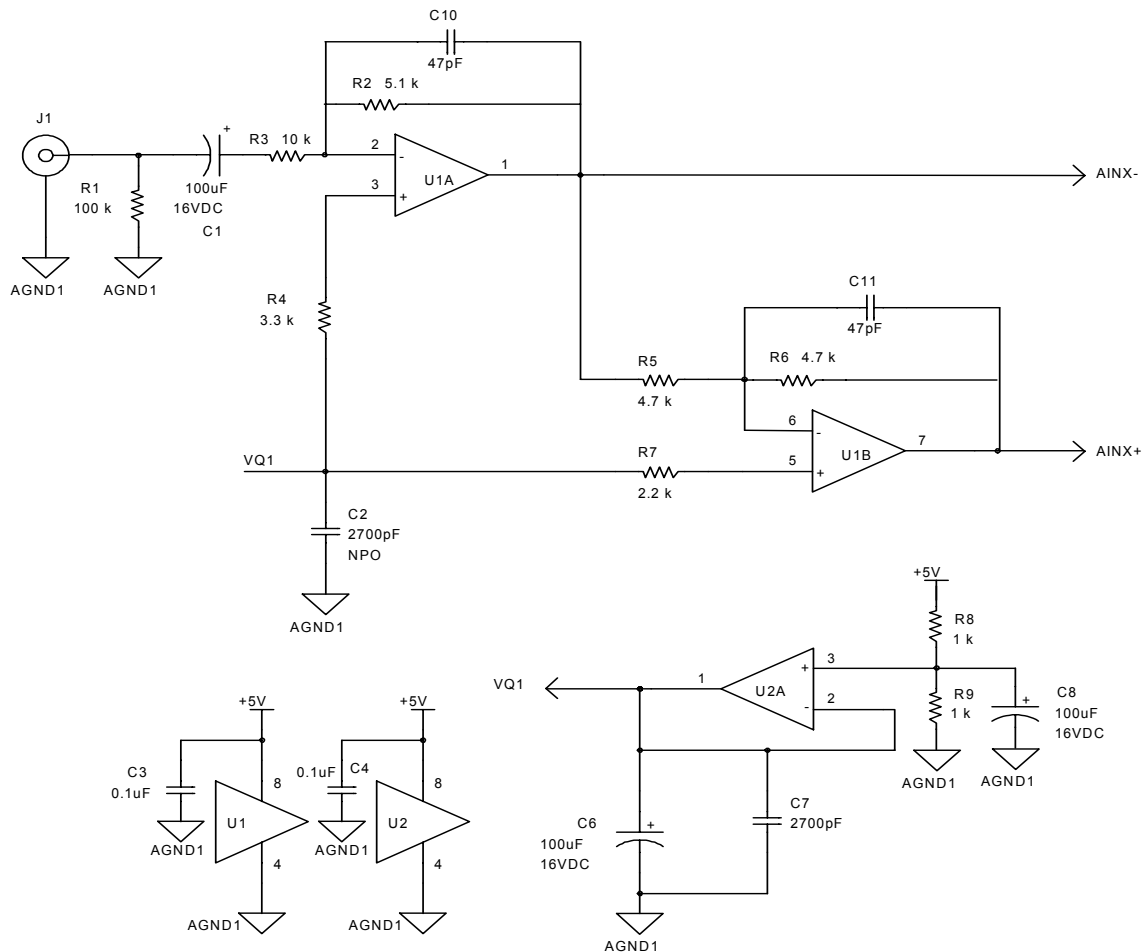 C10
47pF
R2 5.1 k
J1
+
R3 10 k
2
-
1
U1A
3
+
AINX-
R1
100 k
100uF
16VDC
C1
AGND1
AGND1
R4
3.3 k
C11
47pF
R5
4.7 k
R6 4.7 k
6
-
7
U1B
5
+
AINX+
VQ1
R7
2.2 k
C2
2700pF
NPO
AGND1
+5V
R8
1 k
3
+
1
U2A
2
-
VQ1
R9
1 k
+
C8
100uF
16VDC
AGND1
AGND1
+5V
+5V
C3
0.1uF
8
U1
4
AGND1
AGND1
0.1uF
C4
8
U2
4
AGND1
AGND1
C6
100uF
16VDC
+
C7
2700pF
AGND1